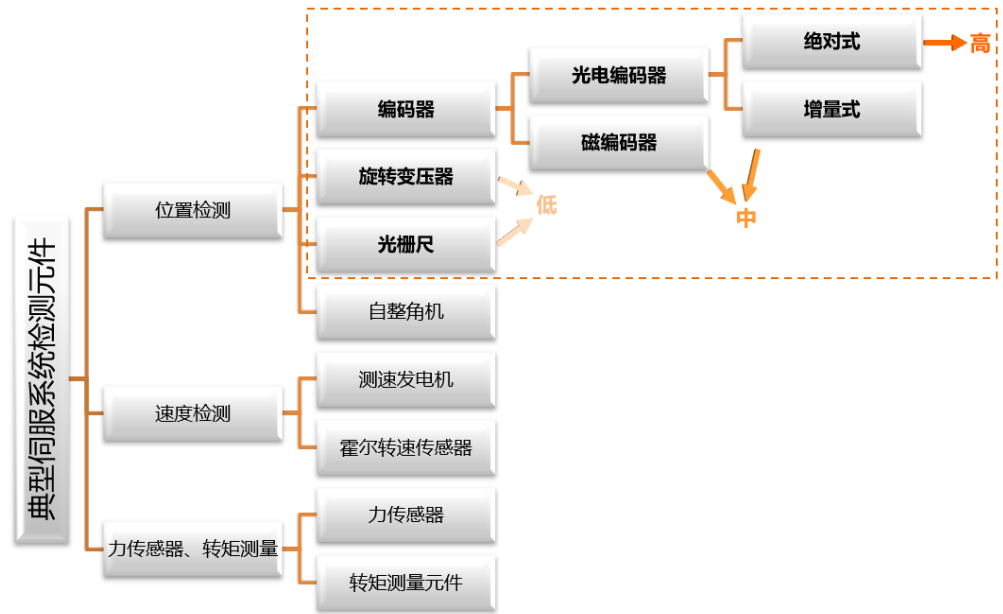 典型伺服系统检测元件
位置检测
编码器
光电编码器
绝对式
高
增量式
磁编码器
中
旋转变压器
低
光栅尺
自整角机
速度检测
测速发电机
霍尔转速传感器
力传感器、转矩测量
力传感器
转矩测量元件